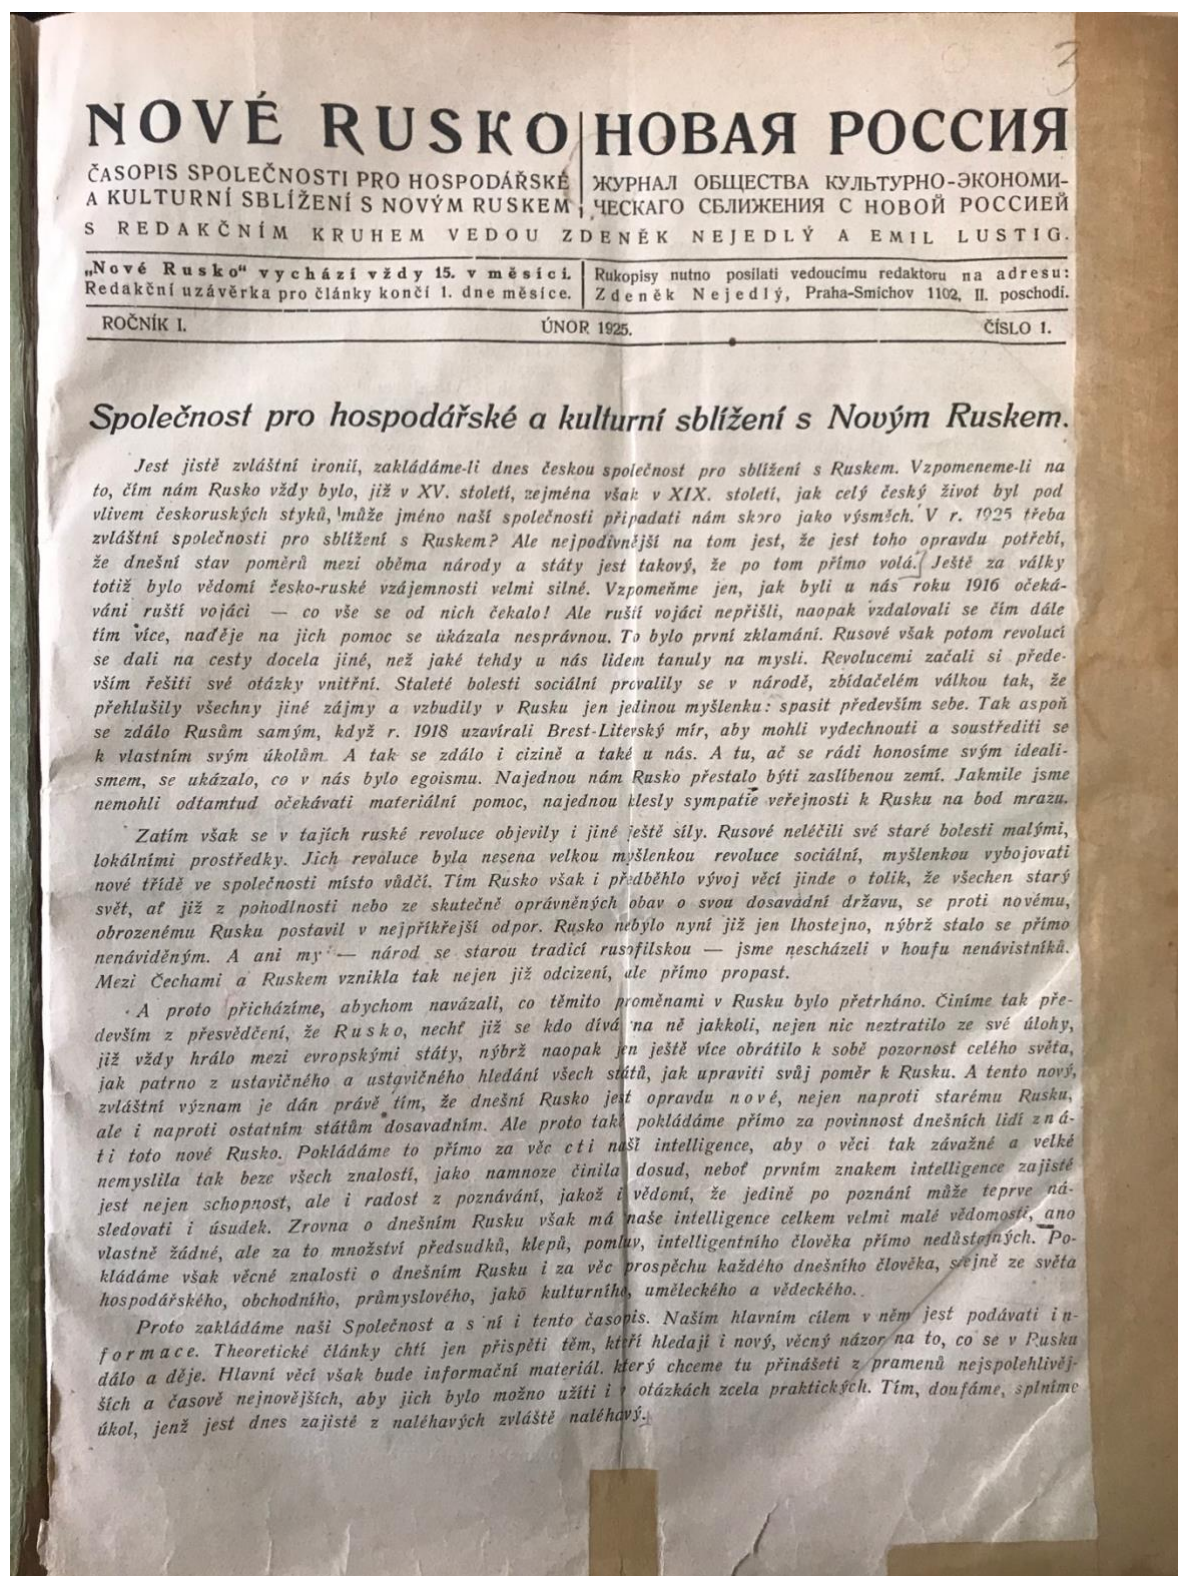 3
NOVÉ RUSKO
ČASOPIS SPOLEČNOSTI PRO HOSPODÁŘSKÉ
A KULTURNÍ SBLÍŽENÍ S NOVÝM RUSKEM
НОВАЯ РОССИЯ
ЖУРНАЛ ОБЩЕСТВА КУЛЬТУРНО-ЭКОНОМИ-
ЧЕСКАГО СБЛИЖЕНИЯ С НОВОЙ РОССИЕЙ
S REDAKČNÍM KRUHEM VEDOU ZDENĚK NEJEDLÝ A EMIL LUSTIG.
„Nové Rusko“ vychází vždy 15. v měsíci.
Redakční uzávěrka pro články končí 1. dne měsíce.
Rukopisy nutno posílati vedoucímu redaktoru na adresu:
Zdeněk Nejedlý, Praha-Smíchov 1102, II. poschodí.
ROČNÍK I. ÚNOR 1925. ČÍSLO 1.
Společnost pro hospodářské a kulturní sblížení s Novým Ruskem.
Jest jistě zvláštní ironií, zakládáme-li dnes českou společnost pro sblížení s Ruskem. Vzpomeneme-li na
to, čím nám Rusko vždy bylo, již v XV. století, zejména však v XIX. století, jak celý český život byl pod
vlivem českoruských styků, může jméno naší společnosti připadati nám skoro jako výsměch. V r. 1925 třeba
zvláštní společnosti pro sblížení s Ruskem? Ale nejpodivnější na tom jest, že jest toho opravdu potřebí,
že dnešní stav poměrů mezi oběma národy a státy jest takový, že po tom přímo volá. Ještě za války
totiž bylo vědomí česko-ruské vzájemnosti velmi silné. Vzpomeňme jen, jak byli u nás roku 1916 očeká-
váni ruští vojáci — co vše se od nich čekalo! Ale ruští vojáci nepřišli, naopak vzdalovali se čím dále
tím více, naděje na jich pomoc se ukázala nesprávnou. To bylo první zklamání. Rusové však potom revolucí
se dali na cesty docela jiné, než jaké tehdy u nás lidem tanuly na mysli. Revolucemi začali si přede-
vším řešiti své otázky vnitřní. Staleté bolesti sociální provalily se v národě, zbídačelém válkou tak, že
přehlušily všechny jiné zájmy a vzbudily v Rusku jen jedinou myšlenku: spasit především sebe. Tak aspoň
se zdálo Rusům samým, když r. 1918 uzavírali Brest-Litevský mír, aby mohli vydechnouti a soustřediti se
k vlastním svým úkolům. A tak se zdálo i cizině a také u nás. A tu, ač se rádi honosíme svým ideali-
smem, se ukázalo, co v nás bylo egoismu. Najednou nám Rusko přestalo býti zaslíbenou zemí. Jakmile jsme
nemohli odtamtud očekávati materiální pomoc, najednou klesly sympatie veřejnosti k Rusku na bod mrazu.
Zatím však se v tajích ruské revoluce objevily i jiné ještě síly. Rusové neléčili své staré bolesti malými,
lokálními prostředky. Jich revoluce byla nesena velkou myšlenkou revoluce sociální, myšlenkou vybojovati
nové třídě ve společnosti místo vůdčí. Tím Rusko však i předběhlo vývoj věcí jinde o tolik, že všechen starý
svět, ať již z pohodlnosti nebo ze skutečně oprávněných obav o svou dosavadní državu, se proti novému,
obrozenému Rusku postavil v nejpříkřejší odpor. Rusko nebylo nyní již jen lhostejno, nýbrž stalo se přímo
nenáviděným. A ani my — národ se starou tradicí rusofilskou — jsme nescházeli v houfu nenávistníků.
Mezi Čechami a Ruskem vznikla tak nejen již odcizení, ale přímo propast.
A proto přicházíme, abychom navázali, co těmito proměnami v Rusku bylo přetrháno. Činíme tak pře-
devším z přesvědčení, že Rusko, nechť již se kdo dívá na ně jakkoli, nejen nic neztratilo ze své úlohy,
již vždy hrálo mezi evropskými státy, nýbrž naopak jen ještě více obrátilo k sobě pozornost celého světa,
jak patrno z ustavičného a ustavičného hledání všech států, jak upraviti svůj poměr k Rusku. A tento nový,
zvláštní význam je dán právě tím, že dnešní Rusko jest opravdu nové, nejen naproti starému Rusku,
ale i naproti ostatním státům dosavadním. Ale proto také pokládáme přímo za povinnost dnešních lidí zná-
ti toto nové Rusko. Pokládáme to přímo za věc cti naší intelligence, aby o věci tak závažné a velké
nemyslila tak beze všech znalostí, jako namnoze činila dosud, neboť prvním znakem intelligence zajisté
jest nejen schopnost, ale i radost z poznávání, jakož i vědomí, že jedině po poznání může teprve ná-
sledovati i úsudek. Zrovna o dnešním Rusku však má naše intelligence celkem velmi malé vědomosti, ano
vlastně žádné, ale za to množství předsudků, klepů, pomluv, intelligentního člověka přímo nedůstojných. Po-
kládáme však věcné znalosti o dnešním Rusku i za věc prospěchu každého dnešního člověka, stejně ze světa
hospodářského, obchodního, průmyslového, jako kulturního, uměleckého a vědeckého.
Proto zakládáme naši Společnost a s ní i tento časopis. Naším hlavním cílem v něm jest podávati in-
formace. Theoretické články chtí jen přispěti těm, kteří hledají i nový, věcný názor na to, co se v Rusku
dálo a děje. Hlavní věcí však bude informační materiál, který chceme tu přinášeti z pramenů nejspolehlivěj-
ších a časově nejnovějších, aby jich bylo možno užíti i v otázkách zcela praktických. Tím, doufáme, splníme
úkol, jenž jest dnes zajisté z naléhavých zvláště naléhavý.